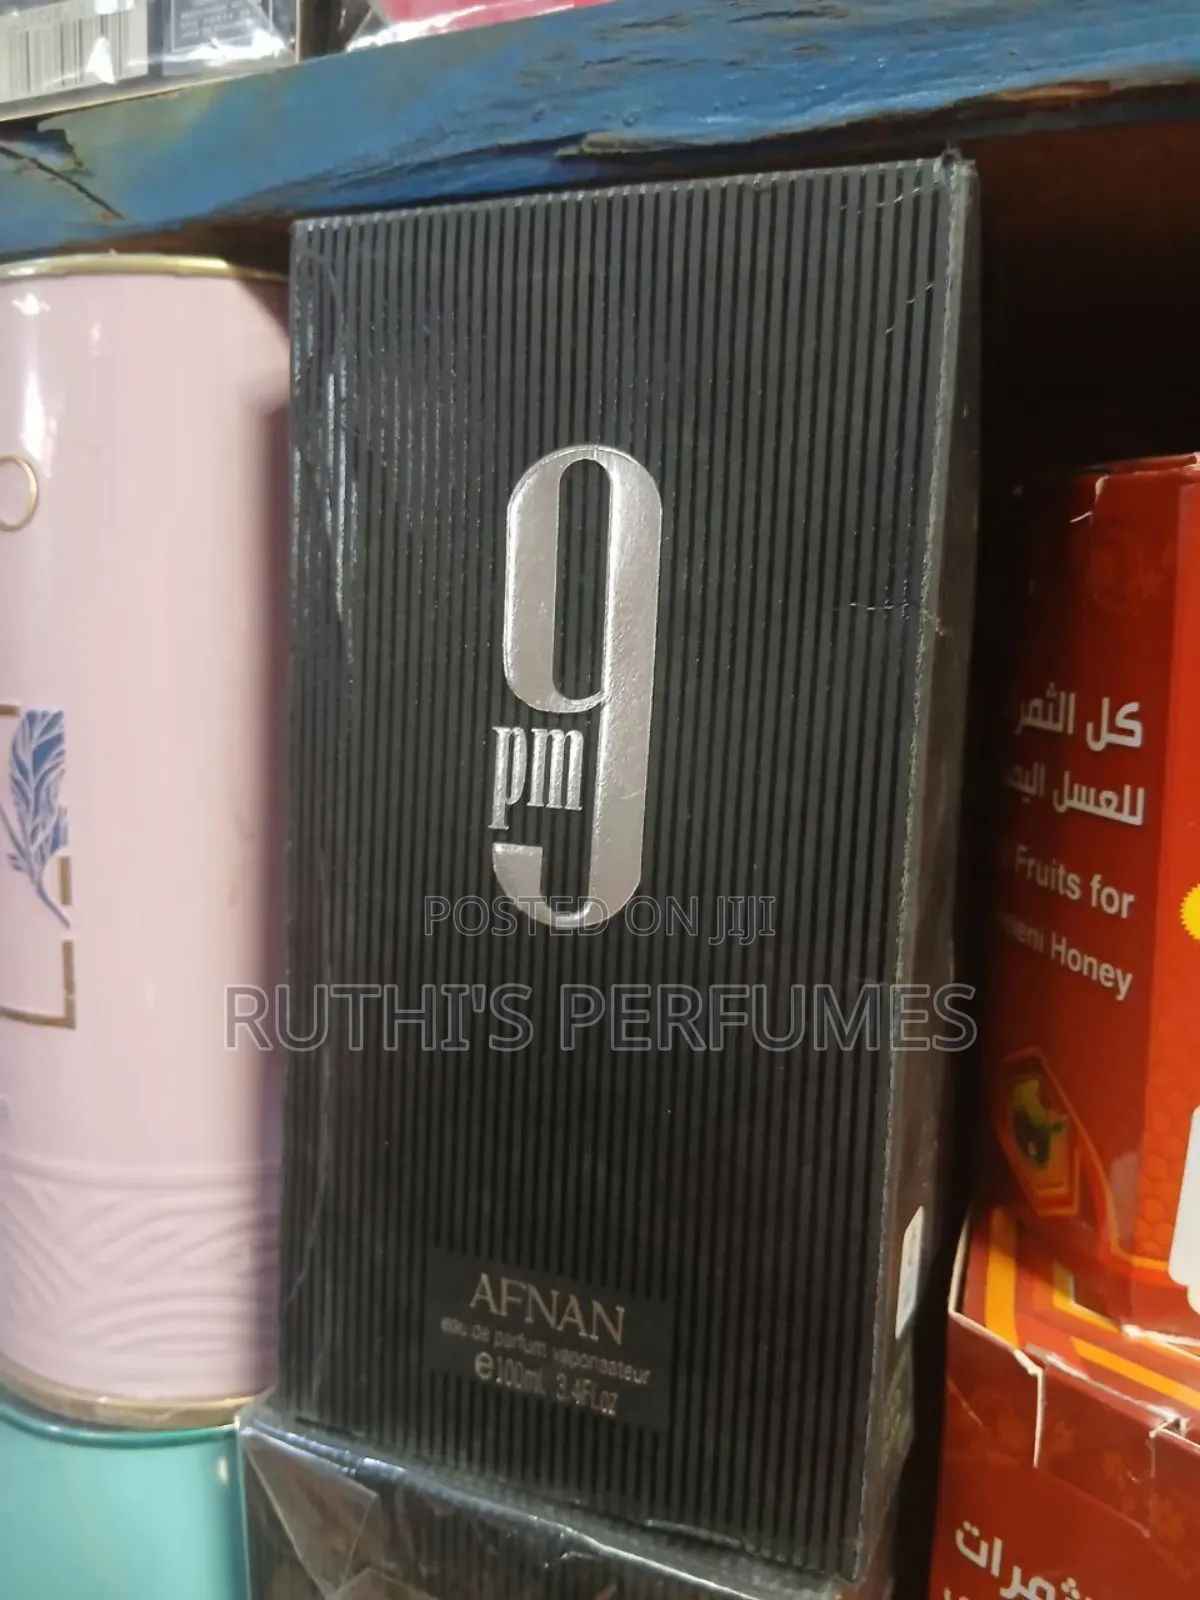 9
pm
POSTED ON JIJI
RUTHI'S PERFUMES
AFNAN
eau de parfum vaporisateur
e100ml. 3.4Fl.oz
كل الثمر
للعسل
Fruits for
Honey